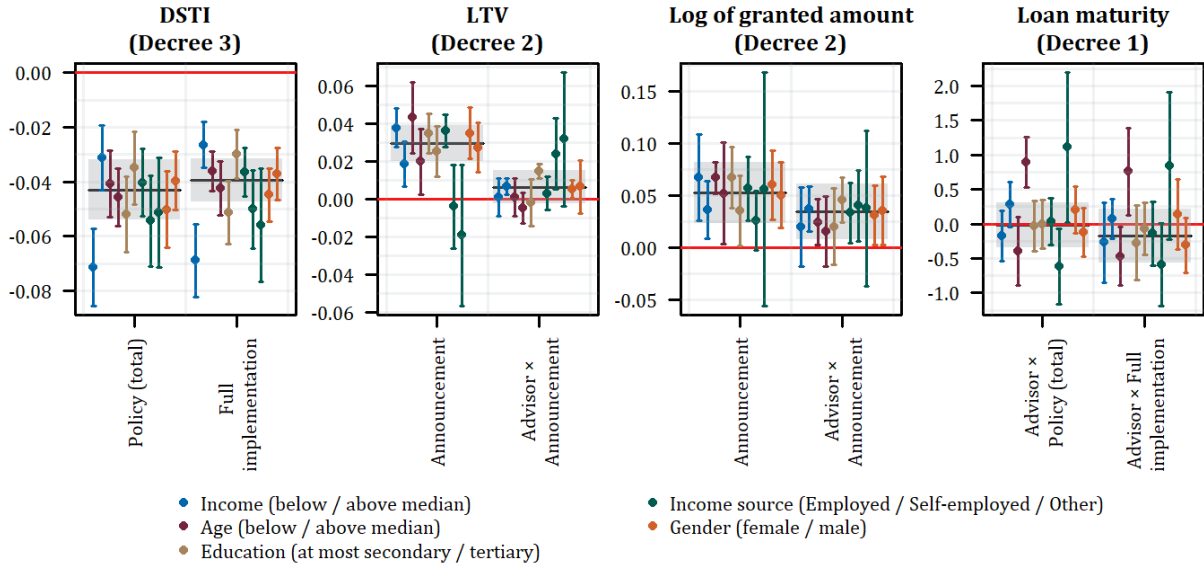 DSTI
(Decree 3)
LTV
(Decree 2)
Log of granted amount
(Decree 2)
Loan maturity
(Decree 1)
0.00
-0.02
-0.04
-0.06
-0.08
0.06
0.04
0.02
0.00
-0.02
-0.04
-0.06
0.15
0.10
0.05
0.00
-0.05
2.0
1.5
1.0
0.5
0.0
-0.5
-1.0
Policy (total)
Full
implementation
Announcement
Advisor ×
Announcement
Announcement
Advisor ×
Announcement
Advisor ×
Policy (total)
Advisor × Full
implementation
Income (below / above median)
Age (below / above median)
Education (at most secondary / tertiary)
Income source (Employed / Self-employed / Other)
Gender (female / male)